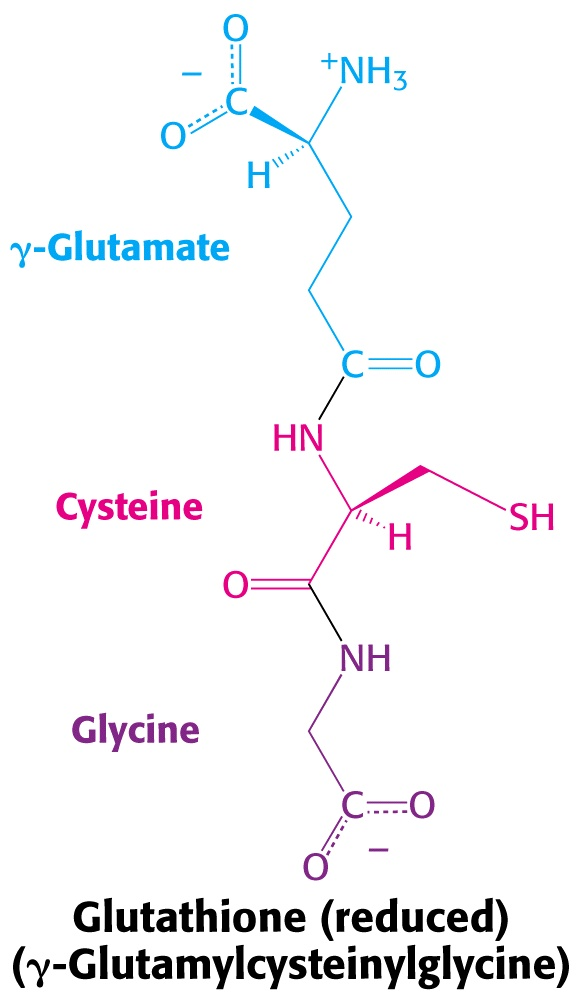 O
−
+NH3
C
O
H
γ-Glutamate
C
O
HN
Cysteine
SH
H
O
NH
Glycine
C
O
−
O
Glutathione (reduced)
(γ-Glutamylcysteinylglycine)